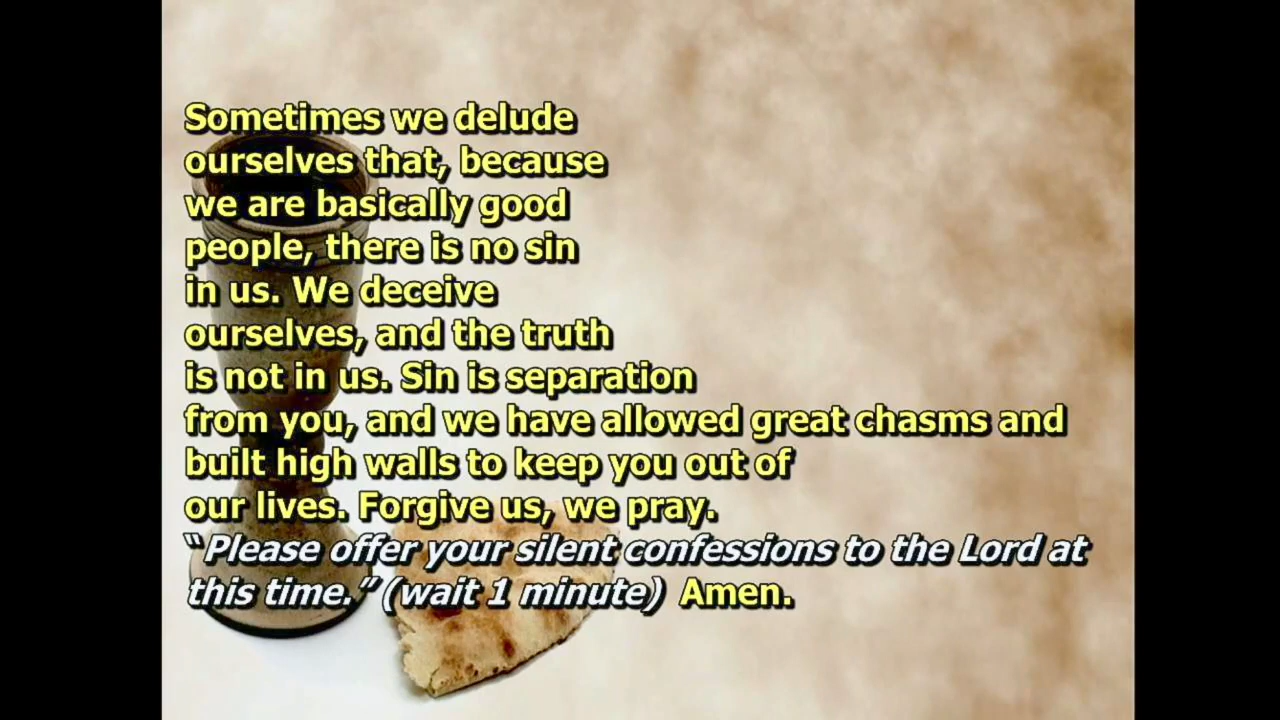 Sometimes we delude
ourselves that, because
we are basically good
people, there is no sin
in us. We deceive
ourselves, and the truth
is not in us. Sin is separation
from you, and we have allowed great chasms and
built high walls to keep you out of
our lives. Forgive us, we pray.
“Please offer your silent confessions to the Lord at
this time.” (wait 1 minute) Amen.